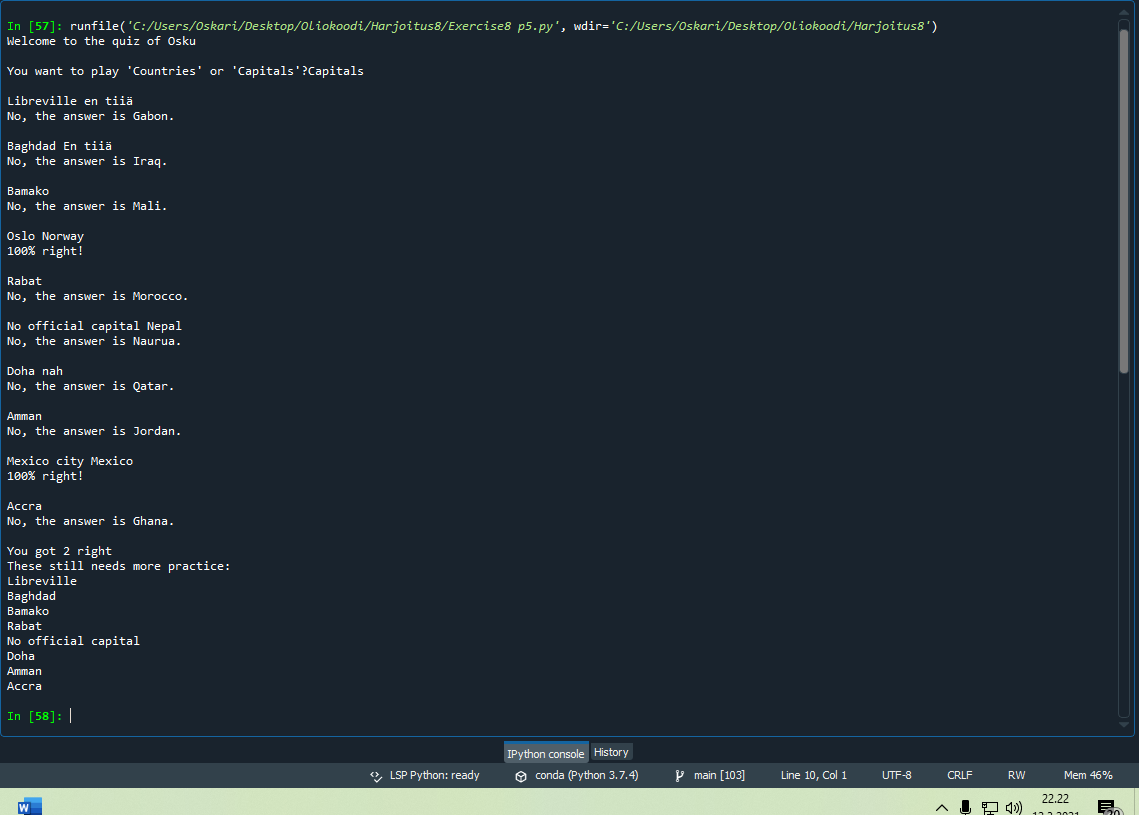 In [57]: runfile('C:/Users/Oskari/Desktop/Oliokoodi/Harjoitus8/Exercise8 p5.py', wdir='C:/Users/Oskari/Desktop/Oliokoodi/Harjoitus8')
Welcome to the quiz of Osku
You want to play 'Countries' or 'Capitals'?Capitals
Libreville en tiiä
No, the answer is Gabon.
Baghdad En tiiä
No, the answer is Iraq.
Bamako
No, the answer is Mali.
Oslo Norway
100% right!
Rabat
No, the answer is Morocco.
No official capital Nepal
No, the answer is Naurua.
Doha nah
No, the answer is Qatar.
Amman
No, the answer is Jordan.
Mexico city Mexico
100% right!
Accra
No, the answer is Ghana.
You got 2 right
These still needs more practice:
Libreville
Baghdad
Bamako
Rabat
No official capital
Doha
Amman
Accra
In [58]:
IPython console History
LSP Python: ready conda (Python 3.7.4) main [103] Line 10, Col 1 UTF-8 CRLF RW Mem 46%
W 22.22
20